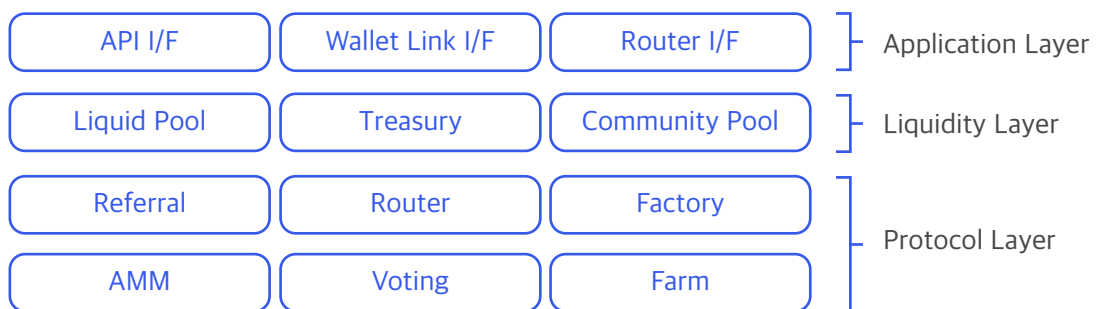 API I/F Wallet Link I/F Router I/F Application Layer
Liquid Pool Treasury Community Pool Liquidity Layer
Referral Router Factory
Protocol Layer
AMM Voting Farm